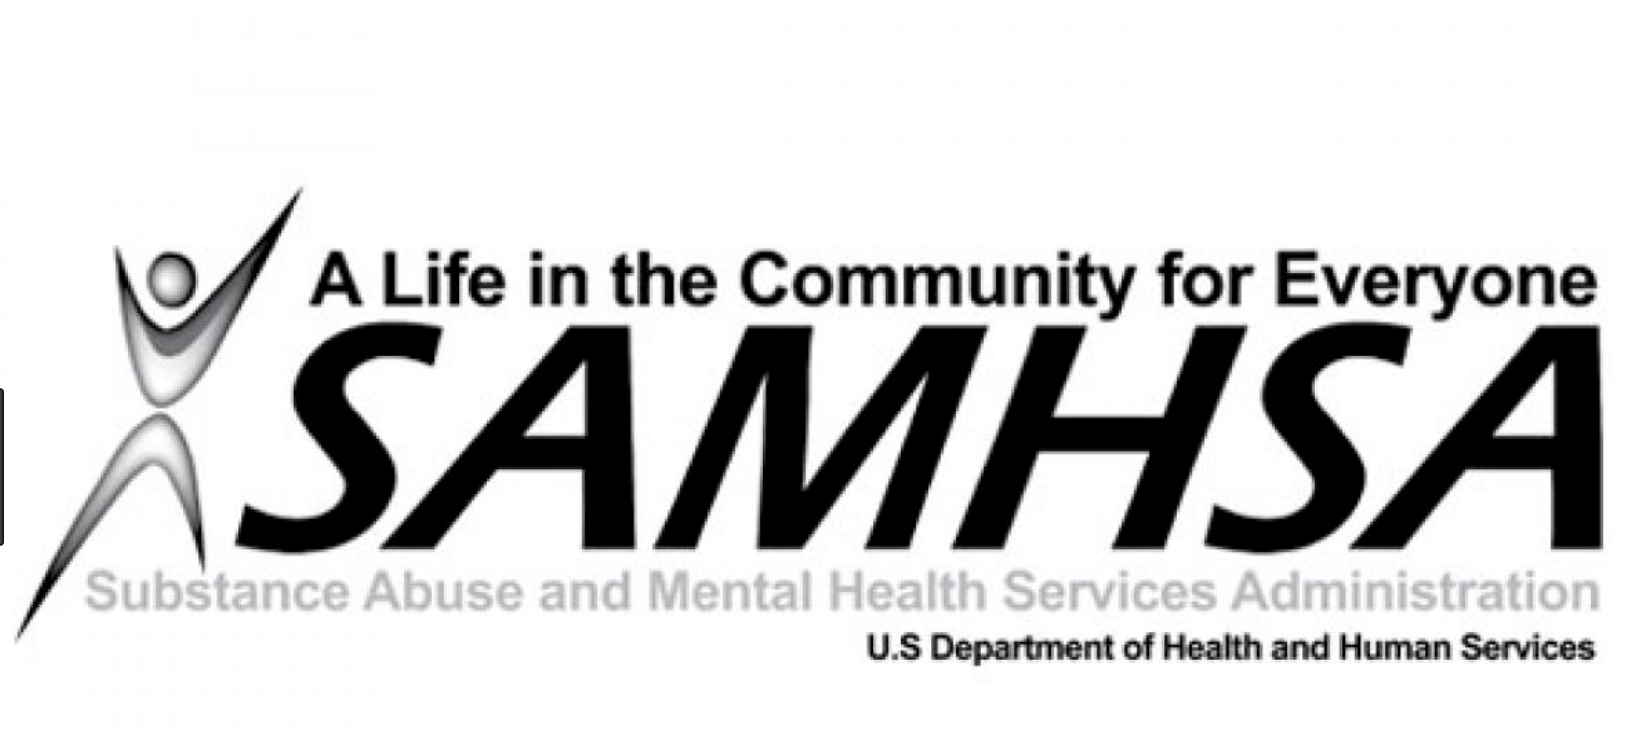 A Life in the Community for Everyone
SAMHSA
Substance Abuse and Mental Health Services Administration
U.S Department of Health and Human Services